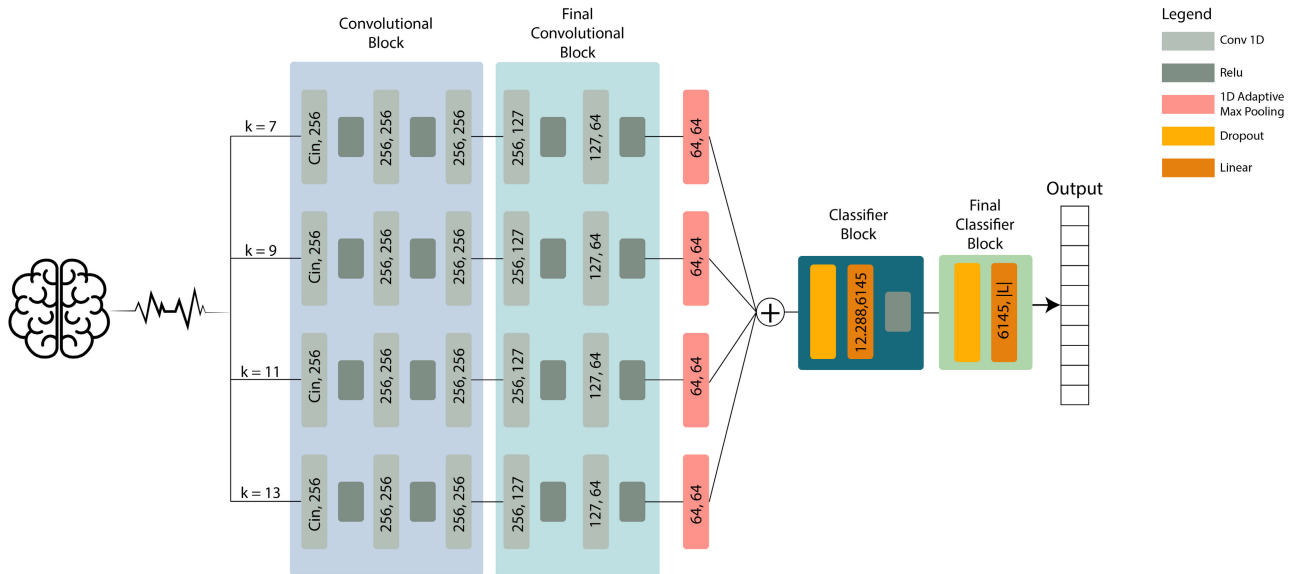 Convolutional
Block
Final
Convolutional
Block
Legend
Conv 1D
Relu
1D Adaptive
Max Pooling
Dropout
Linear
k = 7
Cin, 256
256, 256
256, 256
256, 127
127, 64
64, 64
k = 9
Cin, 256
256, 256
256, 256
256, 127
127, 64
64, 64
k = 11
Cin, 256
256, 256
256, 256
256, 127
127, 64
64, 64
k = 13
Cin, 256
256, 256
256, 256
256, 127
127, 64
64, 64
+
Classifier
Block
12.288,6145
Final
Classifier
Block
6145, |L|
Output